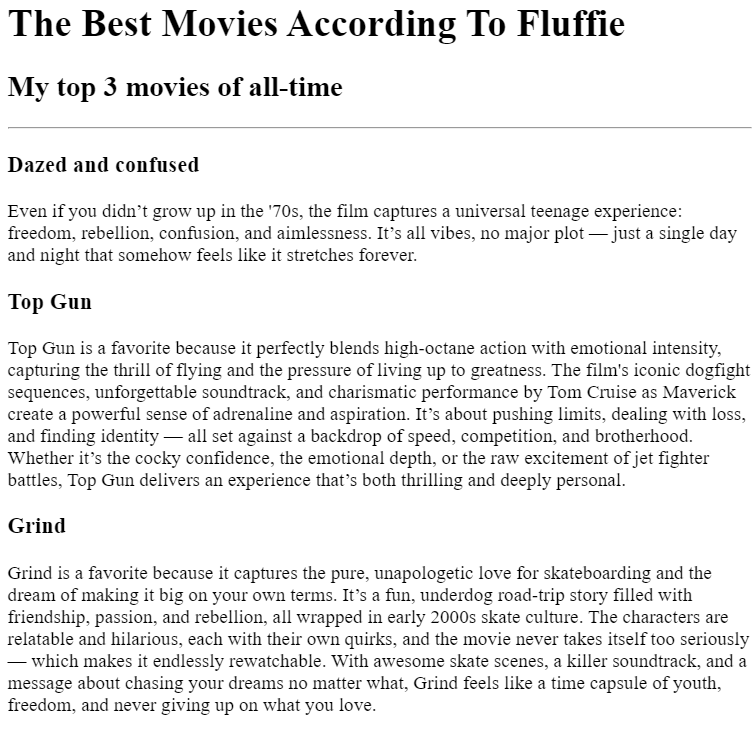 The Best Movies According To Fluffie
My top 3 movies of all-time
Dazed and confused
Even if you didn’t grow up in the '70s, the film captures a universal teenage experience:
freedom, rebellion, confusion, and aimlessness. It’s all vibes, no major plot — just a single day
and night that somehow feels like it stretches forever.
Top Gun
Top Gun is a favorite because it perfectly blends high-octane action with emotional intensity,
capturing the thrill of flying and the pressure of living up to greatness. The film's iconic dogfight
sequences, unforgettable soundtrack, and charismatic performance by Tom Cruise as Maverick
create a powerful sense of adrenaline and aspiration. It’s about pushing limits, dealing with loss,
and finding identity — all set against a backdrop of speed, competition, and brotherhood.
Whether it’s the cocky confidence, the emotional depth, or the raw excitement of jet fighter
battles, Top Gun delivers an experience that’s both thrilling and deeply personal.
Grind
Grind is a favorite because it captures the pure, unapologetic love for skateboarding and the
dream of making it big on your own terms. It’s a fun, underdog road-trip story filled with
friendship, passion, and rebellion, all wrapped in early 2000s skate culture. The characters are
relatable and hilarious, each with their own quirks, and the movie never takes itself too seriously
— which makes it endlessly rewatchable. With awesome skate scenes, a killer soundtrack, and a
message about chasing your dreams no matter what, Grind feels like a time capsule of youth,
freedom, and never giving up on what you love.